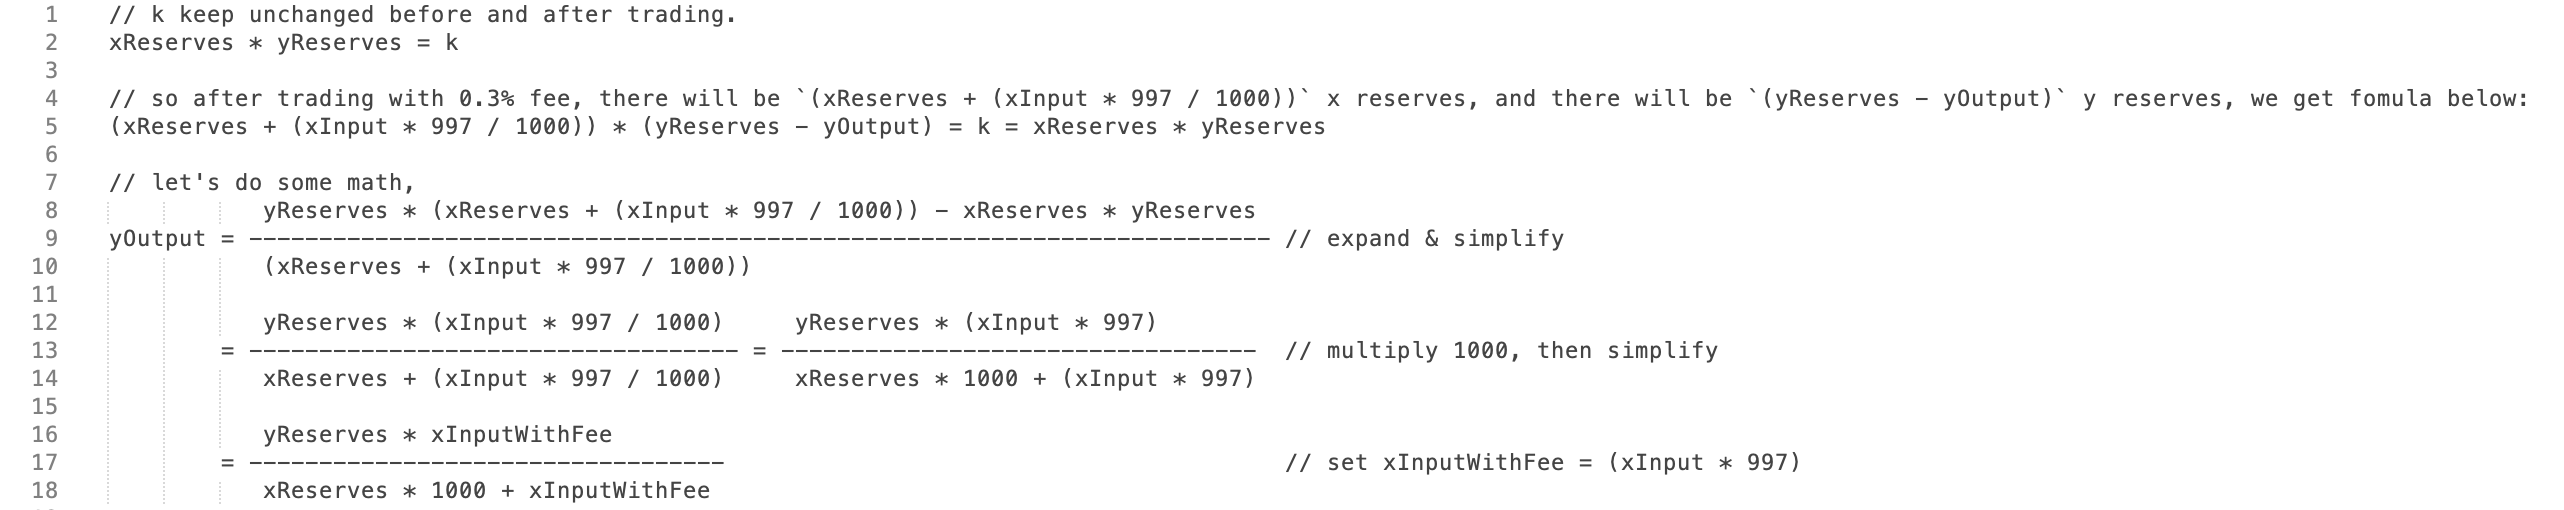 1 // k keep unchanged before and after trading.
2 xReserves * yReserves = k
3
4 // so after trading with 0.3% fee, there will be `(xReserves + (xInput * 997 / 1000))` x reserves, and there will be `(yReserves - yOutput)` y reserves, we get fomula below:
5 (xReserves + (xInput * 997 / 1000)) * (yReserves - yOutput) = k = xReserves * yReserves
6
7 // let's do some math,
8            yReserves * (xReserves + (xInput * 997 / 1000)) - xReserves * yReserves
9 yOutput = ------------------------------------------------------------------------- // expand & simplify
10            (xReserves + (xInput * 997 / 1000))
11
12            yReserves * (xInput * 997 / 1000)     yReserves * (xInput * 997)
13         = ----------------------------------- = ----------------------------------  // multiply 1000, then simplify
14            xReserves + (xInput * 997 / 1000)     xReserves * 1000 + (xInput * 997)
15
16            yReserves * xInputWithFee
17         = ----------------------------------                                        // set xInputWithFee = (xInput * 997)
18            xReserves * 1000 + xInputWithFee